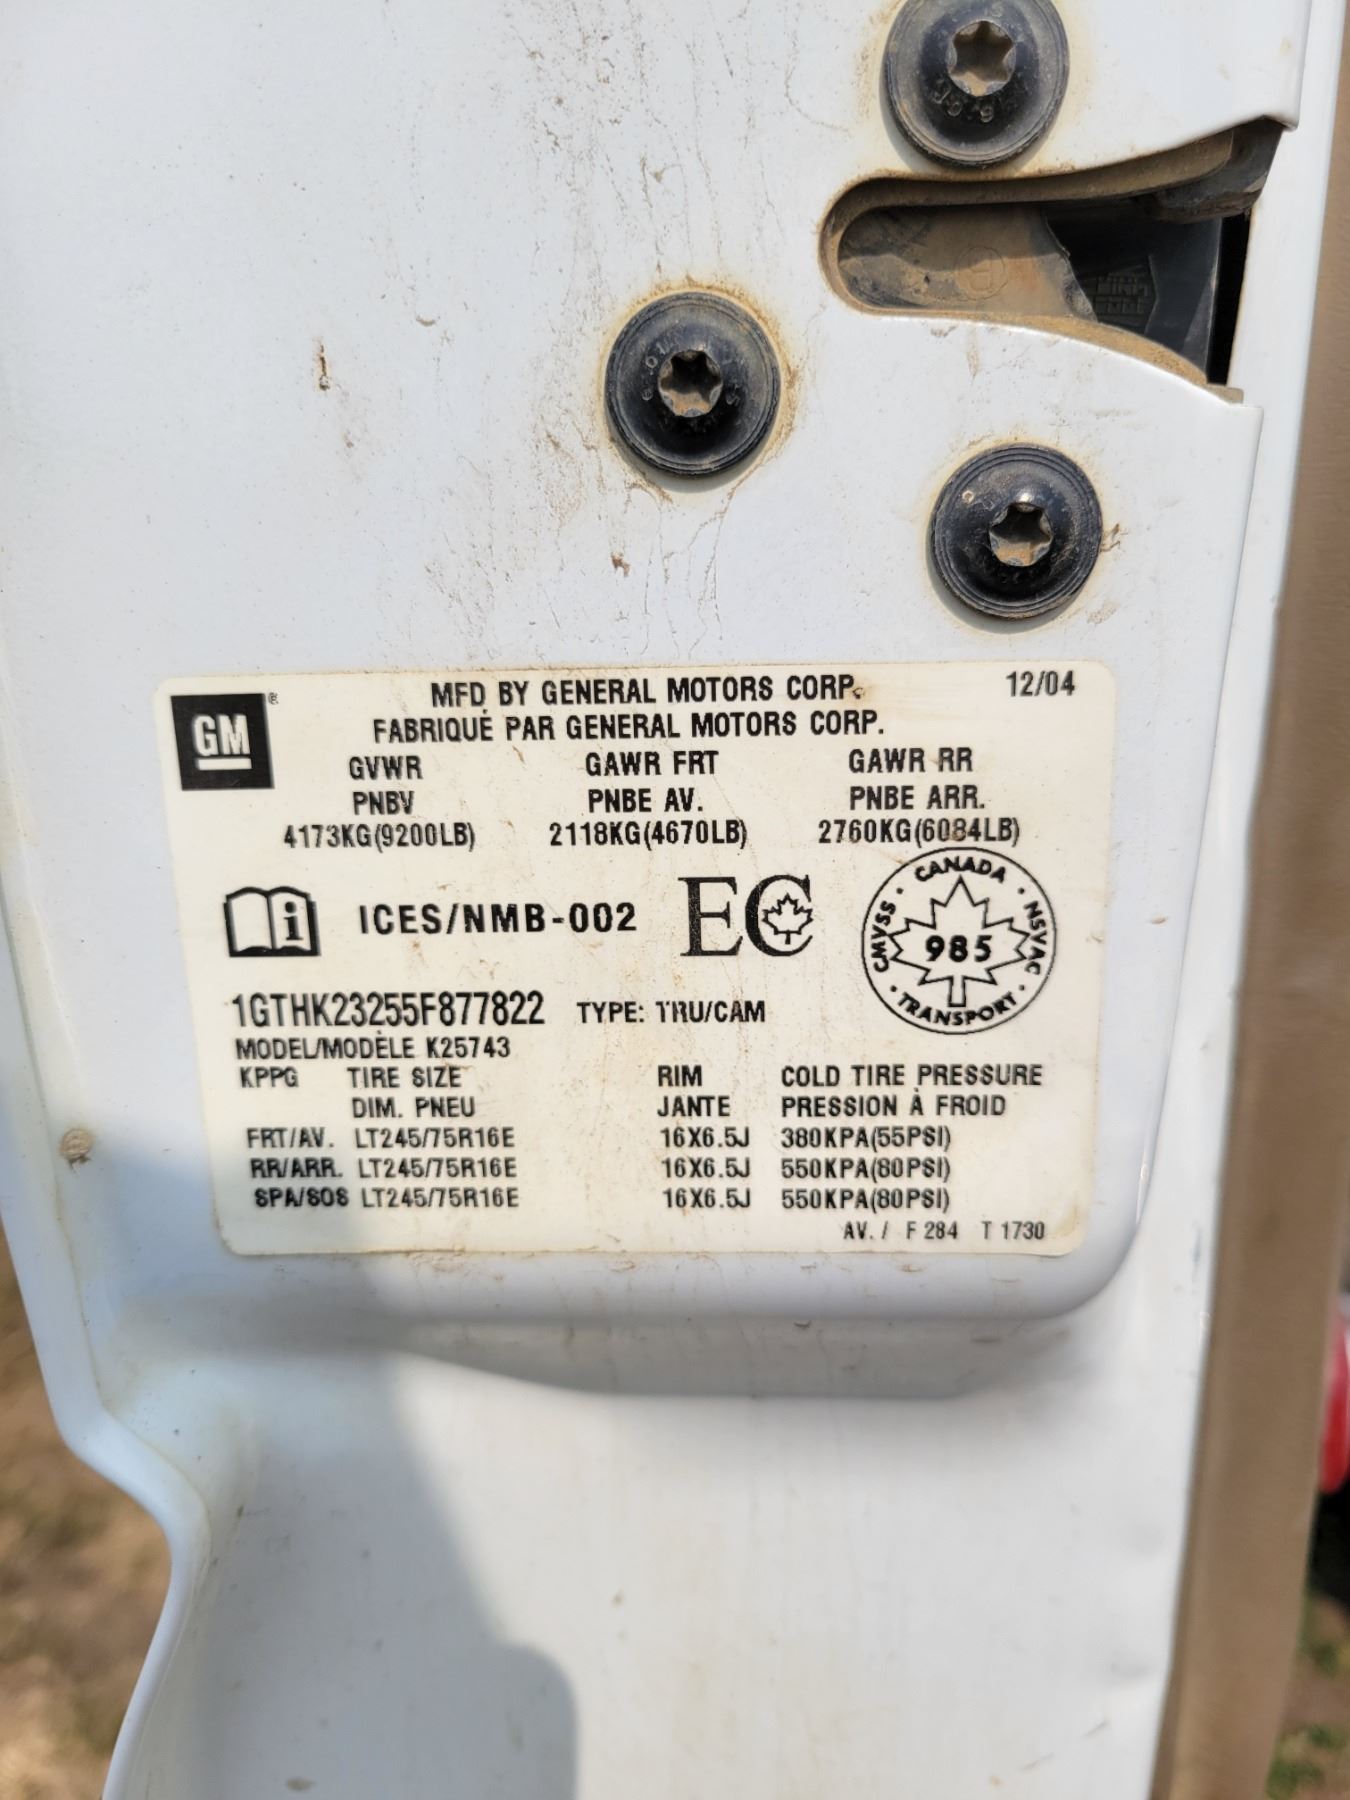 MFD BY GENERAL MOTORS CORP. 12/04
FABRIQUÉ PAR GENERAL MOTORS CORP.
GM ®
GVWR GAWR FRT GAWR RR
PNBV PNBE AV. PNBE ARR.
4173KG(9200LB) 2118KG(4670LB) 2760KG(6084LB)
i ICES/NMB-002 EC
CANADA
CMVSS 985 NSVAC
TRANSPORT
1GTHK23255F877822 TYPE: TRU/CAM
MODEL/MODÈLE K25743
KPPG TIRE SIZE RIM COLD TIRE PRESSURE
DIM. PNEU JANTE PRESSION À FROID
FRT/AV. LT245/75R16E 16X6.5J 380KPA(55PSI)
RR/ARR. LT245/75R16E 16X6.5J 550KPA(80PSI)
SPA/SOS LT245/75R16E 16X6.5J 550KPA(80PSI)
AV. / F 284 T 1730